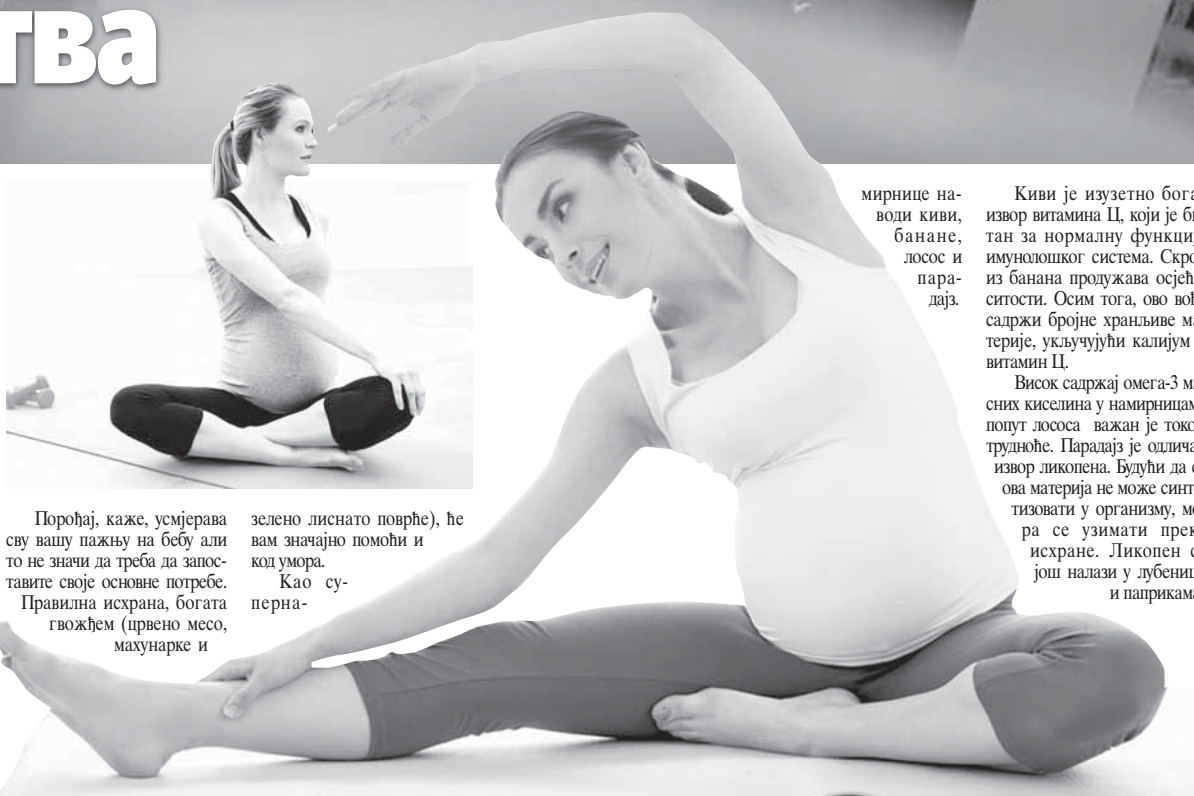 тва
Порођај, каже, усмјерава
сву вашу пажњу на бебу али
то не значи да треба да запос-
тавите своје основне потребе.
Правилна исхрана, богата
гвожђем (црвено месо,
махунарке и
зелено лиснато поврће), ће
вам значајно помоћи и
код умора.
Као су-
перна-
мирнице на-
води киви,
банане,
лосос и
пара-
дајз.
Киви је изузетно бога
извор витамина Ц, који је би
тан за нормалну функциј
имунолошког система. Скро
из банана продужава осјећ
ситости. Осим тога, ово воћ
садржи бројне хранљиве ма
терије, укључујући калијум
витамин Ц.
Висок садржај омега-3 ма
сних киселина у намирницам
попут лососа важан је токо
трудноће. Парадајз је одлича
извор ликопена. Будући да с
ова материја не може синте
тизовати у организму, мо
ра се узимати прек
исхране. Ликопен с
још налази у лубениц
и паприкама